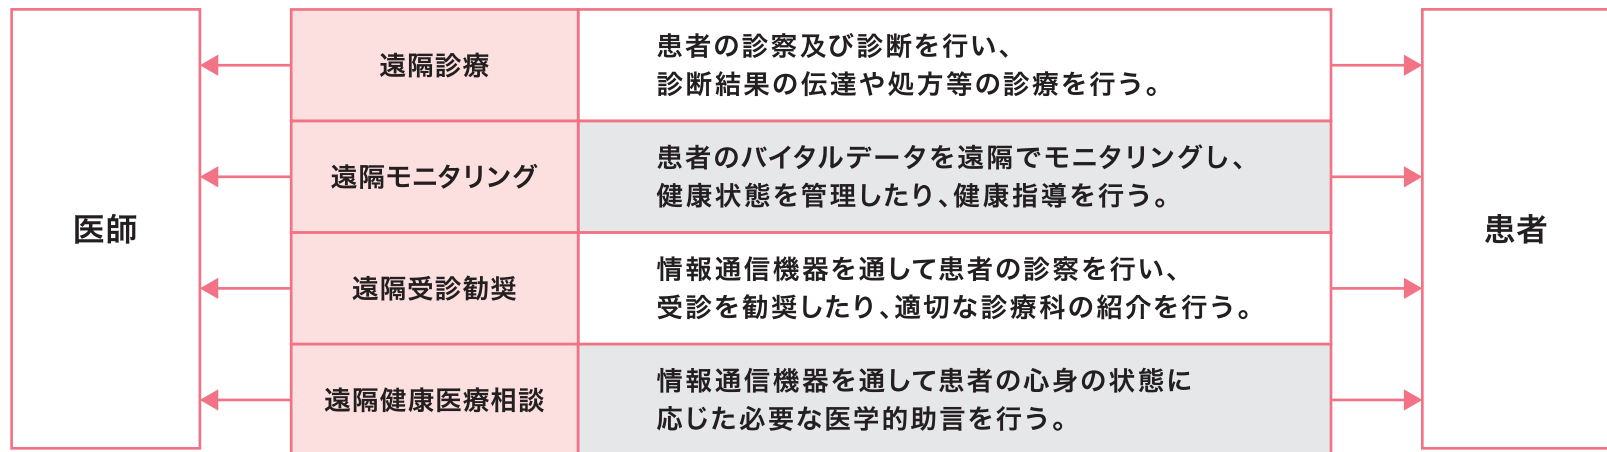 医師
遠隔診療
患者の診察及び診断を行い、
診断結果の伝達や処方等の診療を行う。
遠隔モニタリング
患者のバイタルデータを遠隔でモニタリングし、
健康状態を管理したり、健康指導を行う。
遠隔受診勧奨
情報通信機器を通して患者の診察を行い、
受診を勧奨したり、適切な診療科の紹介を行う。
遠隔健康医療相談
情報通信機器を通して患者の心身の状態に
応じた必要な医学的助言を行う。
患者